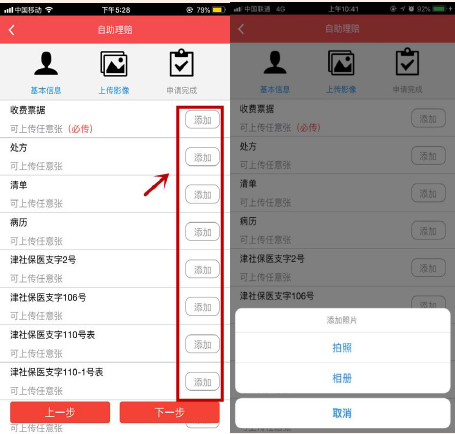 中国移动 下午5:28 79%
自助理赔
基本信息 上传影像 申请完成
收费票据
可上传任意张 (必传) 添加
处方
可上传任意张 添加
清单
可上传任意张 添加
病历
可上传任意张 添加
津社保医支字2号
可上传任意张 添加
津社保医支字106号
可上传任意张 添加
津社保医支字110号表
可上传任意张 添加
津社保医支字110-1号表
可上传任意张 添加
上一步 下一步
可上传任意张
中国联通 4G 上午10:41 92%
自助理赔
基本信息 上传影像 申请完成
收费票据
可上传任意张 (必传) 添加
处方
可上传任意张 添加
清单
可上传任意张 添加
病历
可上传任意张 添加
津社保医支字2号
可上传任意张 添加
津社保医支字106号
添加
添加照片
拍照
相册
取消